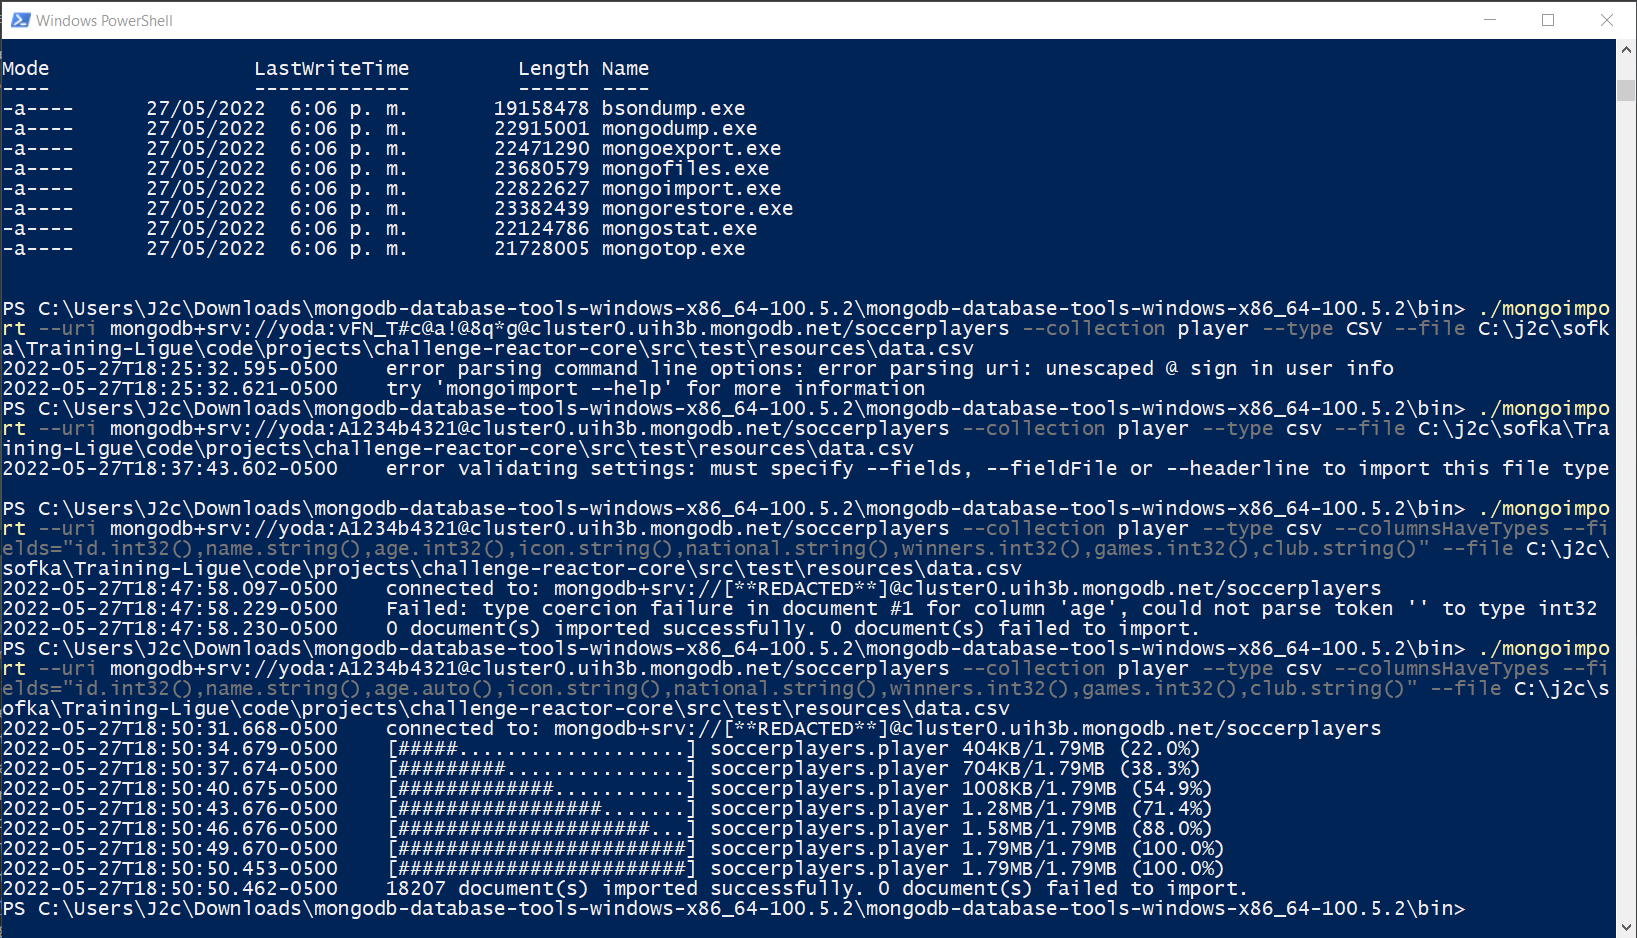 Windows PowerShell
Mode                 LastWriteTime         Length Name
----                 -------------         ------ ----
-a----      27/05/2022  6:06 p. m.       19158478 bsondump.exe
-a----      27/05/2022  6:06 p. m.       22915001 mongodump.exe
-a----      27/05/2022  6:06 p. m.       22471290 mongoexport.exe
-a----      27/05/2022  6:06 p. m.       23680579 mongofiles.exe
-a----      27/05/2022  6:06 p. m.       22822627 mongoimport.exe
-a----      27/05/2022  6:06 p. m.       23382439 mongorestore.exe
-a----      27/05/2022  6:06 p. m.       22124786 mongostat.exe
-a----      27/05/2022  6:06 p. m.       21728005 mongotop.exe
PS C:\Users\J2c\Downloads\mongodb-database-tools-windows-x86_64-100.5.2\mongodb-database-tools-windows-x86_64-100.5.2\bin> ./mongoimpo
rt --uri mongodb+srv://yoda:vFN_T#c@a!@8q*g@cluster0.uih3b.mongodb.net/soccerplayers --collection player --type CSV --file C:\j2c\sofk
a\Training-Ligue\code\projects\challenge-reactor-core\src\test\resources\data.csv
2022-05-27T18:25:32.595-0500    error parsing command line options: error parsing uri: unescaped @ sign in user info
2022-05-27T18:25:32.621-0500    try 'mongoimport --help' for more information
PS C:\Users\J2c\Downloads\mongodb-database-tools-windows-x86_64-100.5.2\mongodb-database-tools-windows-x86_64-100.5.2\bin> ./mongoimpo
rt --uri mongodb+srv://yoda:A1234b4321@cluster0.uih3b.mongodb.net/soccerplayers --collection player --type csv --file C:\j2c\sofka\Tra
ining-Ligue\code\projects\challenge-reactor-core\src\test\resources\data.csv
2022-05-27T18:37:43.602-0500    error validating settings: must specify --fields, --fieldFile or --headerline to import this file type
PS C:\Users\J2c\Downloads\mongodb-database-tools-windows-x86_64-100.5.2\mongodb-database-tools-windows-x86_64-100.5.2\bin> ./mongoimpo
rt --uri mongodb+srv://yoda:A1234b4321@cluster0.uih3b.mongodb.net/soccerplayers --collection player --type csv --columnsHaveTypes --fi
elds="id.int32(),name.string(),age.int32(),icon.string(),national.string(),winners.int32(),games.int32(),club.string()" --file C:\j2c\
sofka\Training-Ligue\code\projects\challenge-reactor-core\src\test\resources\data.csv
2022-05-27T18:47:58.097-0500    connected to: mongodb+srv://[**REDACTED**]@cluster0.uih3b.mongodb.net/soccerplayers
2022-05-27T18:47:58.229-0500    Failed: type coercion failure in document #1 for column 'age', could not parse token '' to type int32
2022-05-27T18:47:58.230-0500    0 document(s) imported successfully. 0 document(s) failed to import.
PS C:\Users\J2c\Downloads\mongodb-database-tools-windows-x86_64-100.5.2\mongodb-database-tools-windows-x86_64-100.5.2\bin> ./mongoimpo
rt --uri mongodb+srv://yoda:A1234b4321@cluster0.uih3b.mongodb.net/soccerplayers --collection player --type csv --columnsHaveTypes --fi
elds="id.int32(),name.string(),age.auto(),icon.string(),national.string(),winners.int32(),games.int32(),club.string()" --file C:\j2c\s
ofka\Training-Ligue\code\projects\challenge-reactor-core\src\test\resources\data.csv
2022-05-27T18:50:31.668-0500    connected to: mongodb+srv://[**REDACTED**]@cluster0.uih3b.mongodb.net/soccerplayers
2022-05-27T18:50:34.679-0500    [#####...................] soccerplayers.player 404KB/1.79MB (22.0%)
2022-05-27T18:50:37.674-0500    [#########...............] soccerplayers.player 704KB/1.79MB (38.3%)
2022-05-27T18:50:40.675-0500    [#############...........] soccerplayers.player 1008KB/1.79MB (54.9%)
2022-05-27T18:50:43.676-0500    [#################.......] soccerplayers.player 1.28MB/1.79MB (71.4%)
2022-05-27T18:50:46.676-0500    [#####################...] soccerplayers.player 1.58MB/1.79MB (88.0%)
2022-05-27T18:50:49.670-0500    [########################] soccerplayers.player 1.79MB/1.79MB (100.0%)
2022-05-27T18:50:50.453-0500    [########################] soccerplayers.player 1.79MB/1.79MB (100.0%)
2022-05-27T18:50:50.462-0500    18207 document(s) imported successfully. 0 document(s) failed to import.
PS C:\Users\J2c\Downloads\mongodb-database-tools-windows-x86_64-100.5.2\mongodb-database-tools-windows-x86_64-100.5.2\bin>